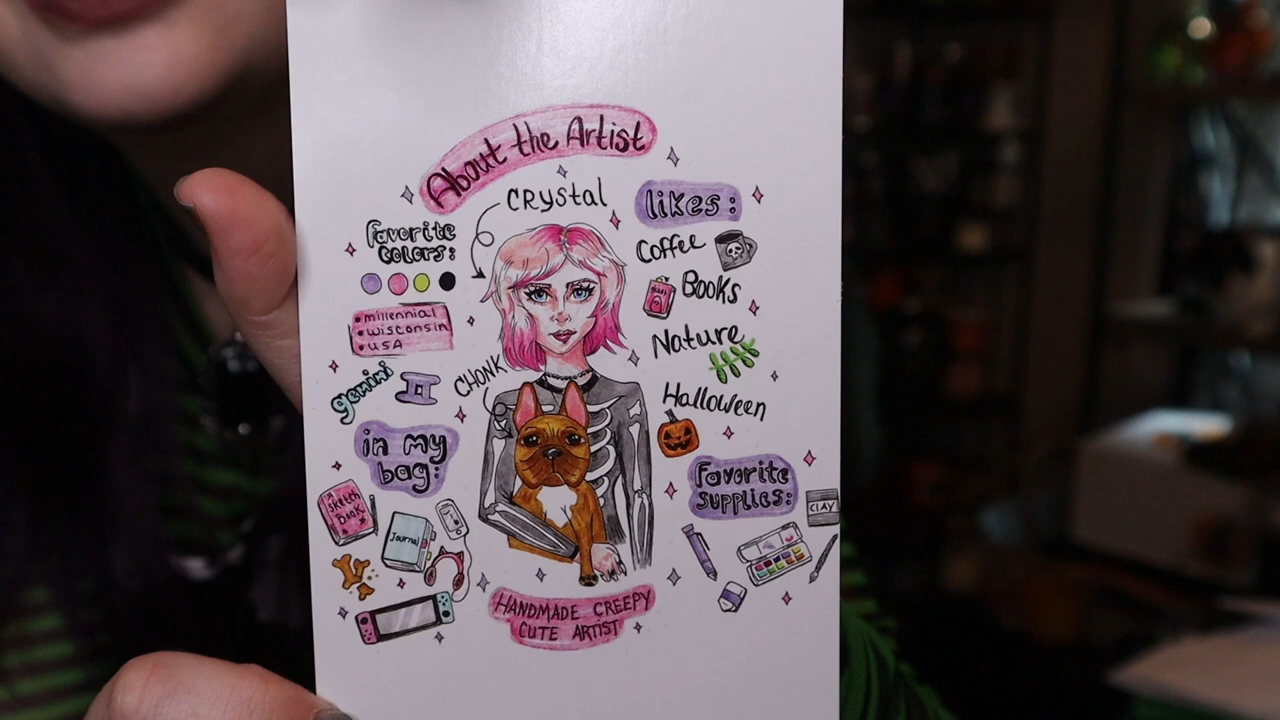 About the Artist
Crystal
favorite
colors:
• millennial
• wisconsin
• USA
gemini
CHONK
in my
bag:
sketch
book
Journal
likes:
Coffee
Books
Nature
Halloween
Favorite
supplies:
CLAY
HANDMADE CREEPY
CUTE ARTIST